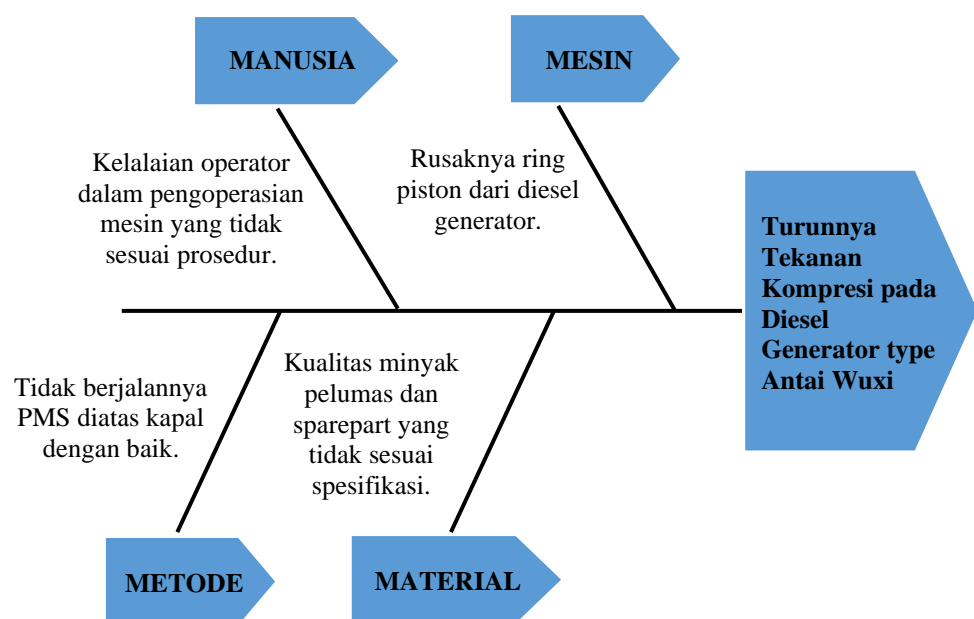 MANUSIA
MESIN
Kelalaian operator
dalam pengoperasian
mesin yang tidak
sesuai prosedur.
Rusaknya ring
piston dari diesel
generator.
Turunnya
Tekanan
Kompresi pada
Diesel
Generator type
Antai Wuxi
Tidak berjalannya
PMS diatas kapal
dengan baik.
Kualitas minyak
pelumas dan
sparepart yang
tidak sesuai
spesifikasi.
METODE
MATERIAL